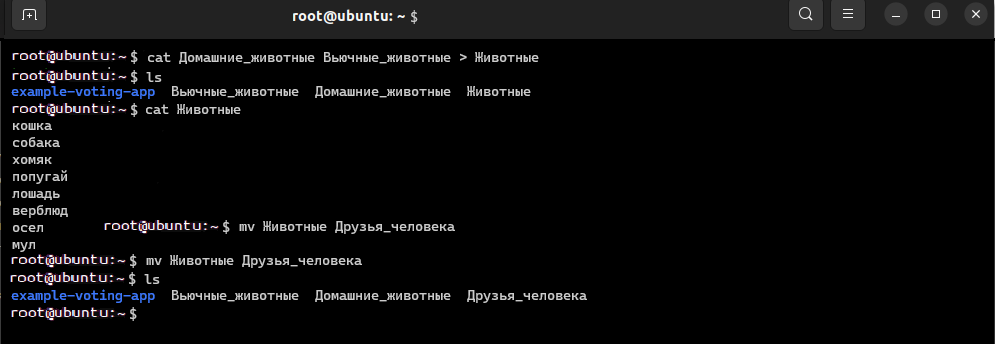 root@ubuntu: ~ $
root@ubuntu:~$ cat Домашние_животные Вьючные_животные > Животные
root@ubuntu:~$ ls
example-voting-app Вьючные_животные Домашние_животные Животные
root@ubuntu:~$ cat Животные
кошка
собака
хомяк
попугай
лошадь
верблюд
осел root@ubuntu:~$ mv Животные Друзья_человека
мул
root@ubuntu:~$ mv Животные Друзья_человека
root@ubuntu:~$ ls
example-voting-app Вьючные_животные Домашние_животные Друзья_человека
root@ubuntu:~$